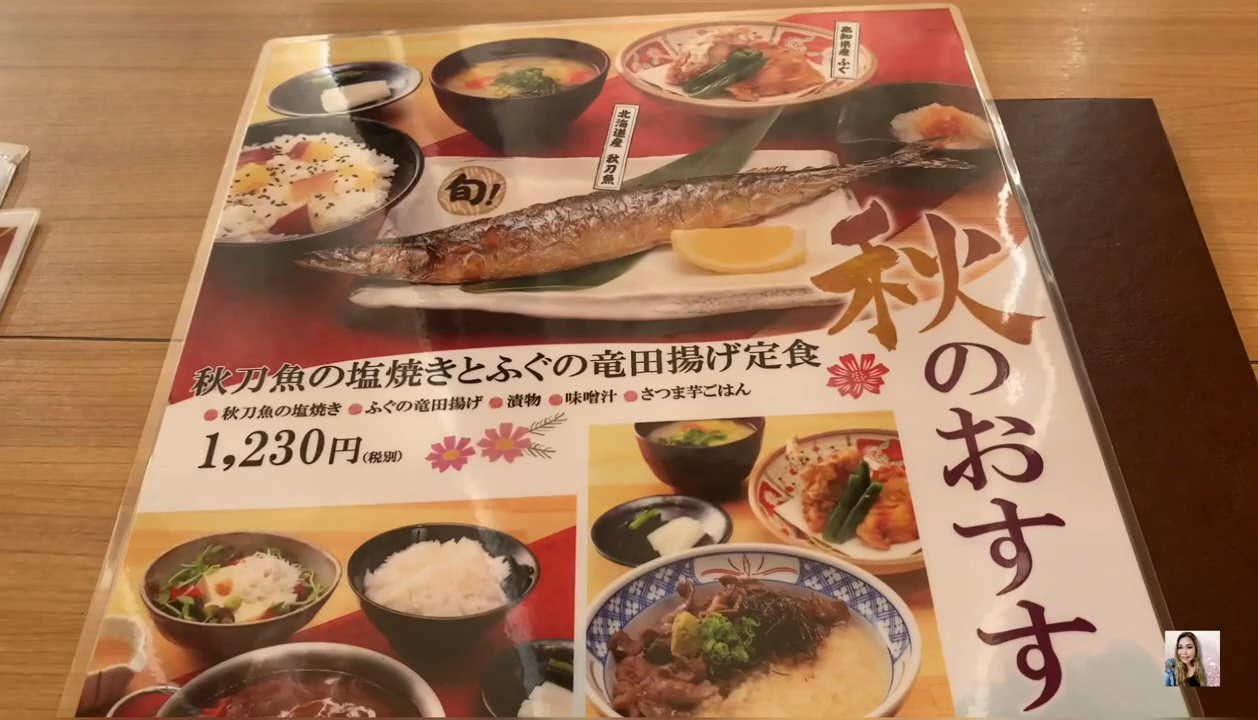 高知県産 ふぐ
北海道産 秋刀魚
旬!
秋のおすす
秋刀魚の塩焼きとふぐの竜田揚げ定食
●秋刀魚の塩焼き ●ふぐの竜田揚げ ●漬物 ●味噌汁 ●さつま芋ごはん
1,230円(税別)